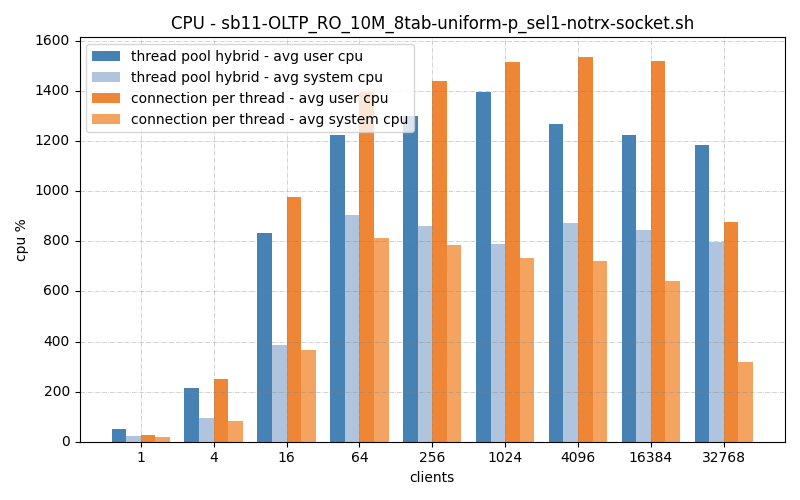 CPU - sb11-OLTP_RO_10M_8tab-uniform-p_sel1-notrx-socket.sh
thread pool hybrid - avg user cpu
thread pool hybrid - avg system cpu
connection per thread - avg user cpu
connection per thread - avg system cpu
cpu %
1600
1400
1200
1000
800
600
400
200
0
1 4 16 64 256 1024 4096 16384 32768
clients